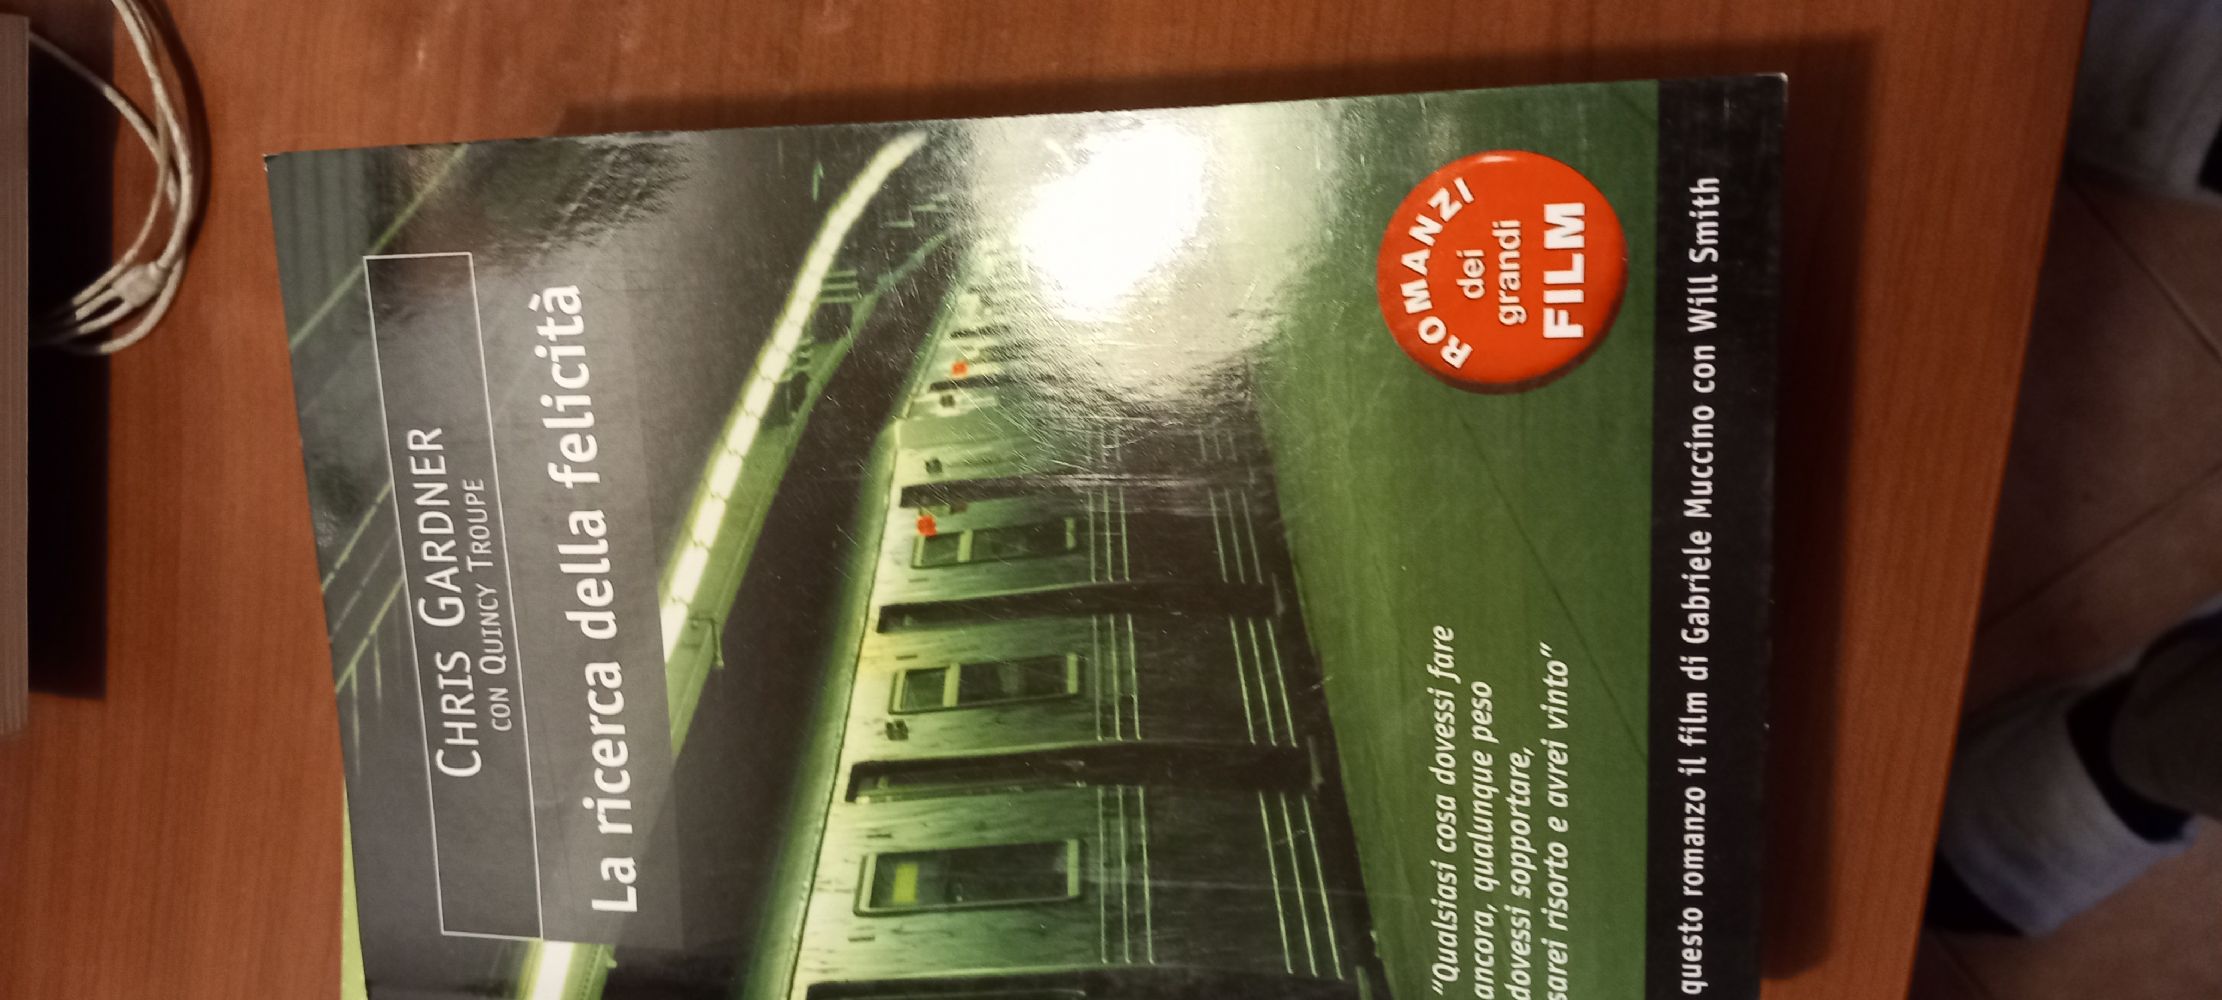 CHRIS GARDNER
CON QUINCY TROUPE
La ricerca della felicità
"Qualsiasi cosa dovessi fare
ancora, qualunque peso
dovessi sopportare,
sarei risorto e avrei vinto"
ROMANZI
dei
grandi
FILM
questo romanzo il film di Gabriele Muccino con Will Smith